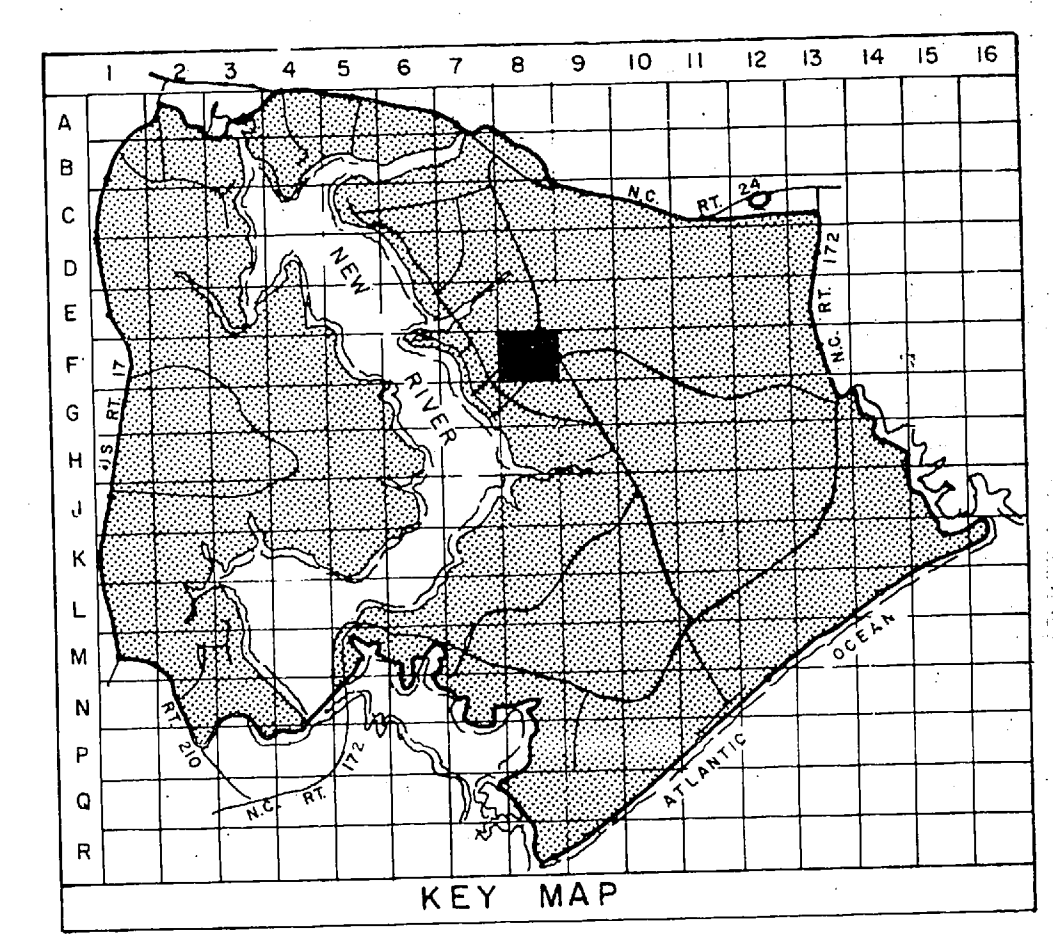 1 2 3 4 5 6 7 8 9 10 11 12 13 14 15 16
A
B
C
D
E
F
G
H
J
K
L
M
N
P
Q
R
N.C. RT. 24
N.C. RT. 172
NEW
RIVER
US RT. 17
RT. 210
N.C. RT. 172
ATLANTIC OCEAN
KEY MAP